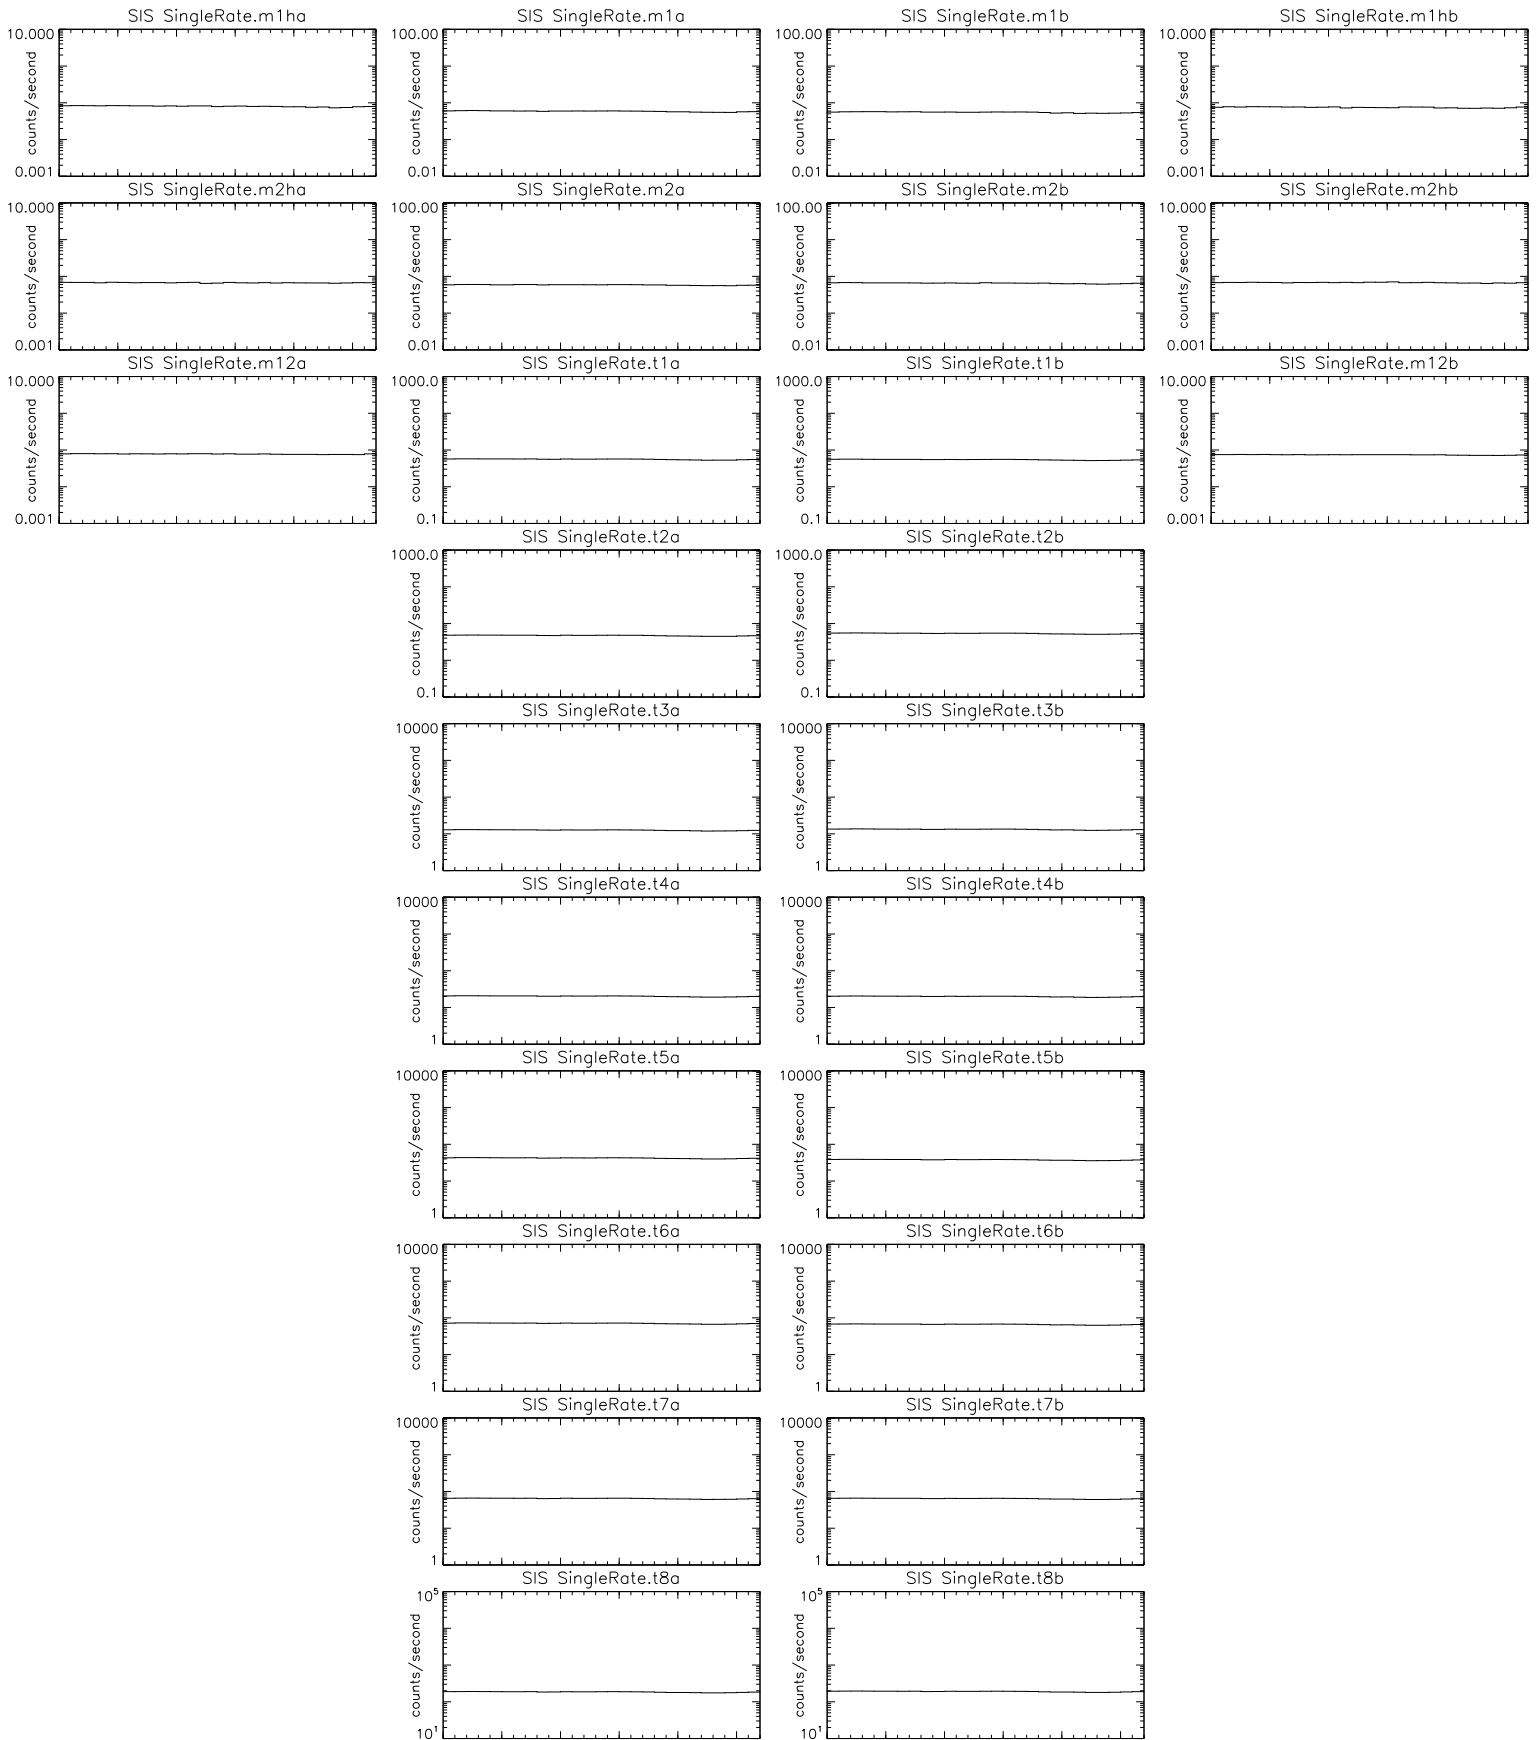 SIS SingleRate.m1ha SIS SingleRate.m1a SIS SingleRate.m1b SIS SingleRate.m1hb
10.000 100.00 100.00 10.000
counts/second counts/second counts/second counts/second
0.001 0.01 0.01 0.001
SIS SingleRate.m2ha SIS SingleRate.m2a SIS SingleRate.m2b SIS SingleRate.m2hb
10.000 100.00 100.00 10.000
counts/second counts/second counts/second counts/second
0.001 0.01 0.01 0.001
SIS SingleRate.m12a SIS SingleRate.t1a SIS SingleRate.t1b SIS SingleRate.m12b
10.000 1000.0 1000.0 10.000
counts/second counts/second counts/second counts/second
0.001 0.1 0.1 0.001
SIS SingleRate.t2a SIS SingleRate.t2b
1000.0 1000.0
counts/second counts/second
0.1 0.1
SIS SingleRate.t3a SIS SingleRate.t3b
10000 10000
counts/second counts/second
1 1
SIS SingleRate.t4a SIS SingleRate.t4b
10000 10000
counts/second counts/second
1 1
SIS SingleRate.t5a SIS SingleRate.t5b
10000 10000
counts/second counts/second
1 1
SIS SingleRate.t6a SIS SingleRate.t6b
10000 10000
counts/second counts/second
1 1
SIS SingleRate.t7a SIS SingleRate.t7b
10000 10000
counts/second counts/second
1 1
SIS SingleRate.t8a SIS SingleRate.t8b
10⁵ 10⁵
counts/second counts/second
10¹ 10¹